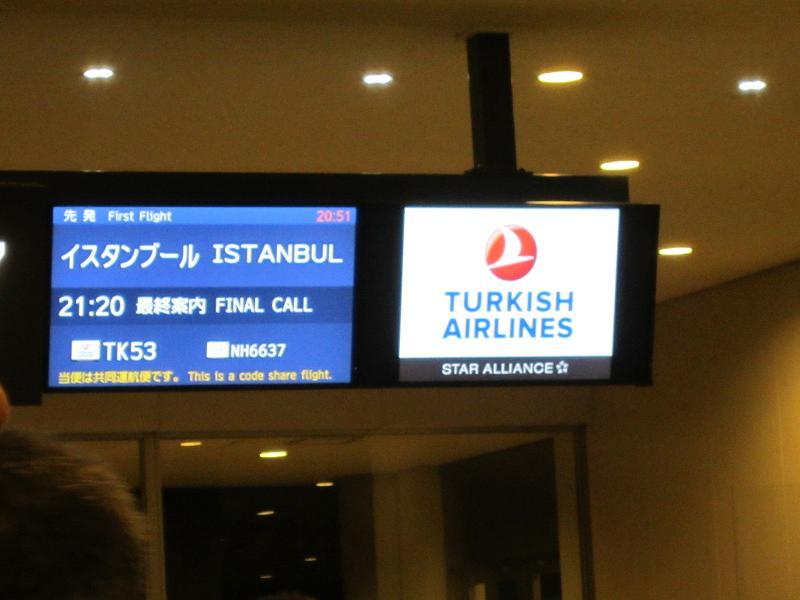 先発 First Flight 20:51
イスタンブール ISTANBUL
21:20 最終案内 FINAL CALL
TK53 NH6637
当便は共同運航便です。 This is a code share flight.
TURKISH
AIRLINES
STAR ALLIANCE